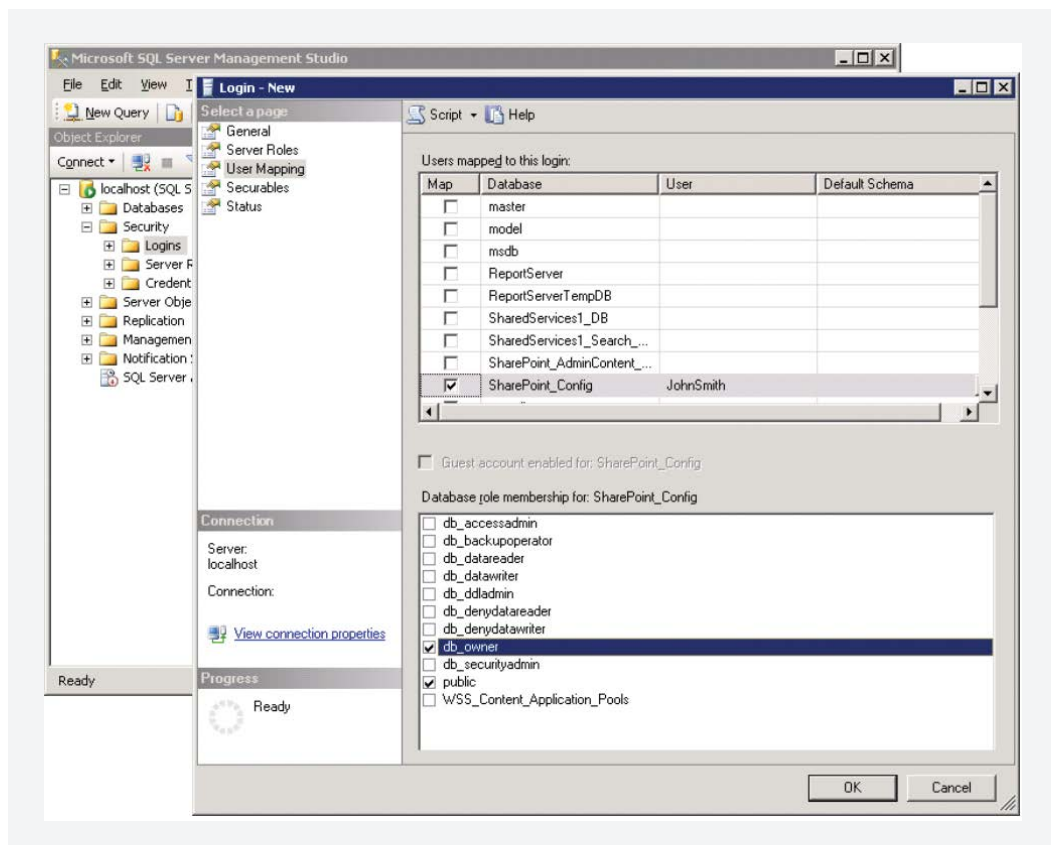 Microsoft SQL Server Management Studio
File Edit View T
New Query
Object Explorer
Connect
localhost (SQL S
Databases
Security
Logins
Server R
Credent
Server Obje
Replication
Managemen
Notification
SQL Server
Ready
Login - New
Select a page
General
Server Roles
User Mapping
Securables
Status
Connection
Server:
localhost
Connection:
View connection properties
Progress
Ready
Script Help
Users mapped to this login:
Map Database User Default Schema
master
model
msdb
ReportServer
ReportServerTempDB
SharedServices1_DB
SharedServices1_Search_...
SharePoint_AdminContent_...
SharePoint_Config JohnSmith
Guest account enabled for: SharePoint_Config
Database role membership for: SharePoint_Config
db_accessadmin
db_backupoperator
db_datareader
db_datawriter
db_ddladmin
db_denydatareader
db_denydatawriter
db_owner
db_securityadmin
public
WSS_Content_Application_Pools
OK Cancel